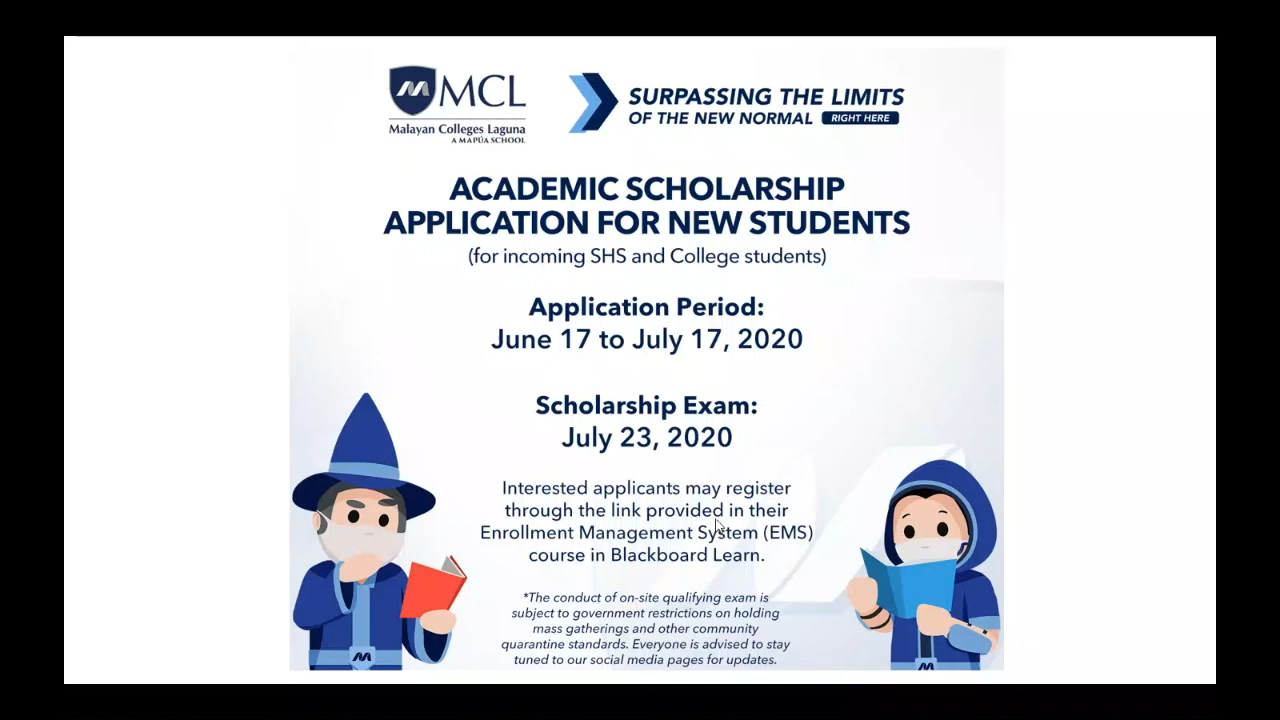 MCL
Malayan Colleges Laguna
A MAPÚA SCHOOL
SURPASSING THE LIMITS
OF THE NEW NORMAL RIGHT HERE
ACADEMIC SCHOLARSHIP
APPLICATION FOR NEW STUDENTS
(for incoming SHS and College students)
Application Period:
June 17 to July 17, 2020
Scholarship Exam:
July 23, 2020
Interested applicants may register
through the link provided in their
Enrollment Management System (EMS)
course in Blackboard Learn.
*The conduct of on-site qualifying exam is
subject to government restrictions on holding
mass gatherings and other community
quarantine standards. Everyone is advised to stay
tuned to our social media pages for updates.